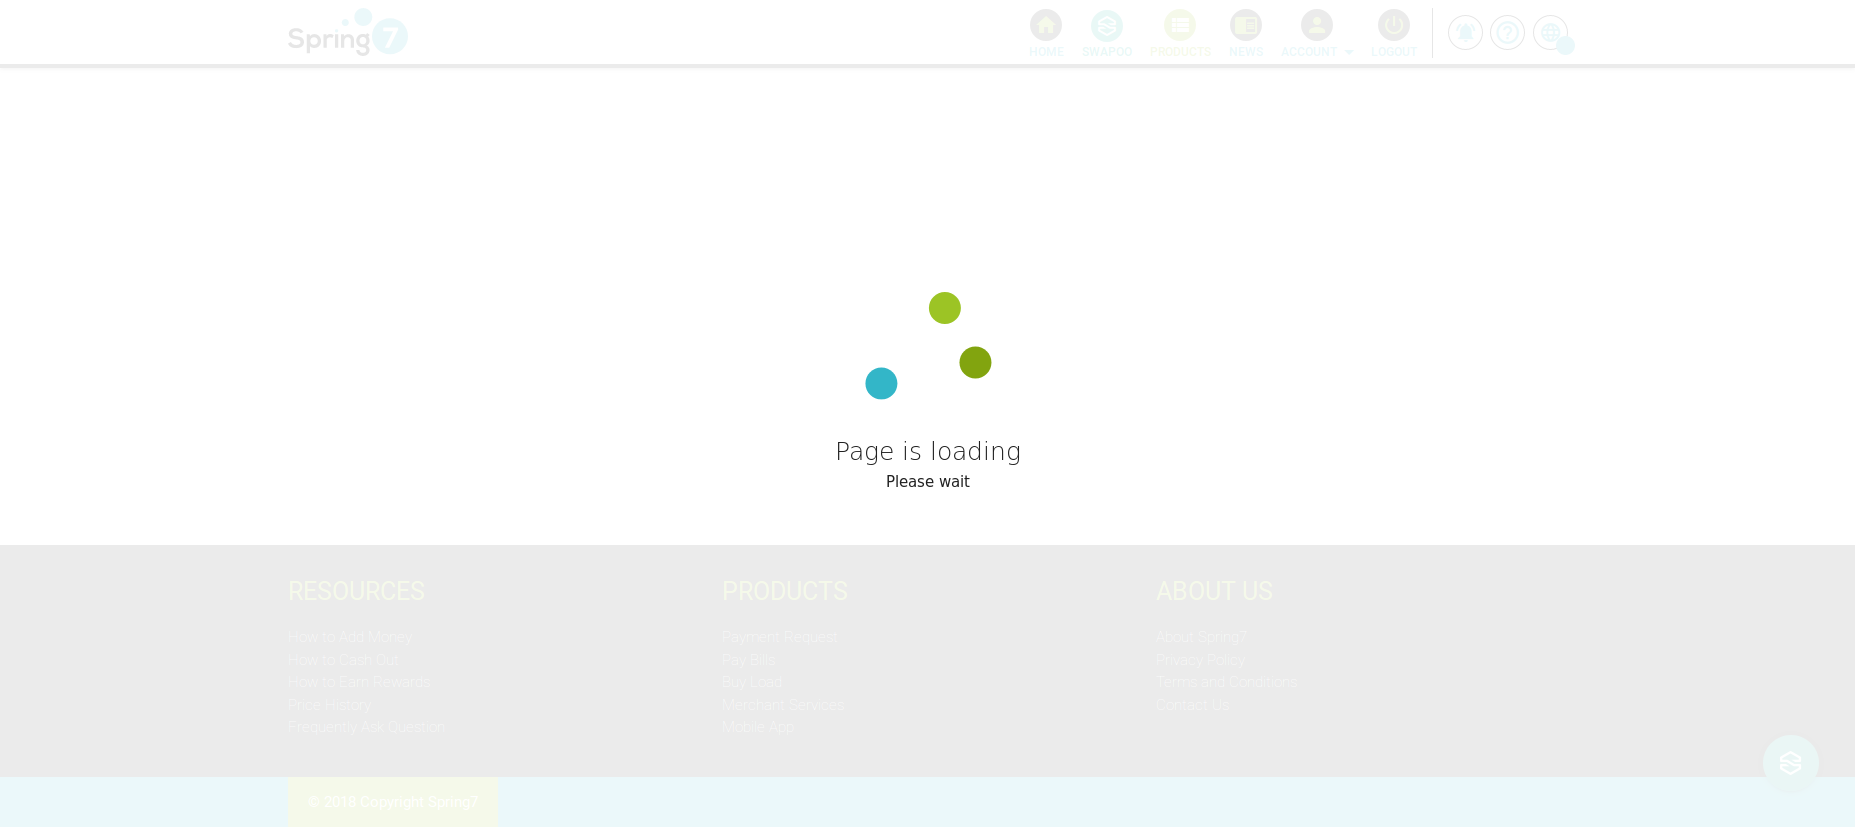 Spring7
HOME SWAPOO PRODUCTS NEWS ACCOUNT LOGOUT
Page is loading
Please wait
RESOURCES
How to Add Money
How to Cash Out
How to Earn Rewards
Price History
Frequently Ask Question
PRODUCTS
Payment Request
Pay Bills
Buy Load
Merchant Services
Mobile App
ABOUT US
About Spring7
Privacy Policy
Terms and Conditions
Contact Us
© 2018 Copyright Spring7